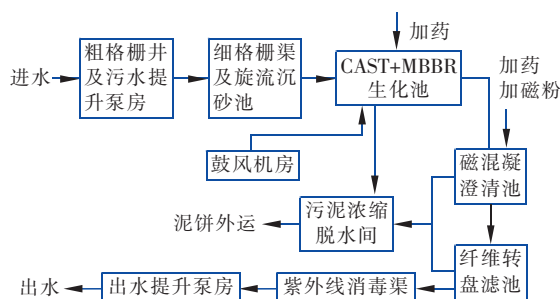 加药
进水
粗格栅井
及污水提
升泵房
细格栅渠
及旋流沉
砂池
CAST+MBBR
生化池
加药
加磁粉
鼓风机房
磁混凝
澄清池
泥饼外运
污泥浓缩
脱水间
纤维转
盘滤池
出水
出水提升泵房
紫外线消毒渠